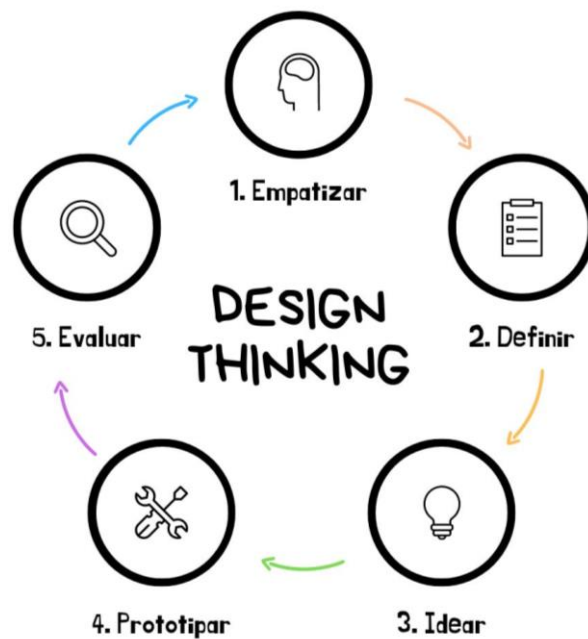 1. Empatizar
2. Definir
3. Idear
4. Prototipar
5. Evaluar
DESIGN
THINKING